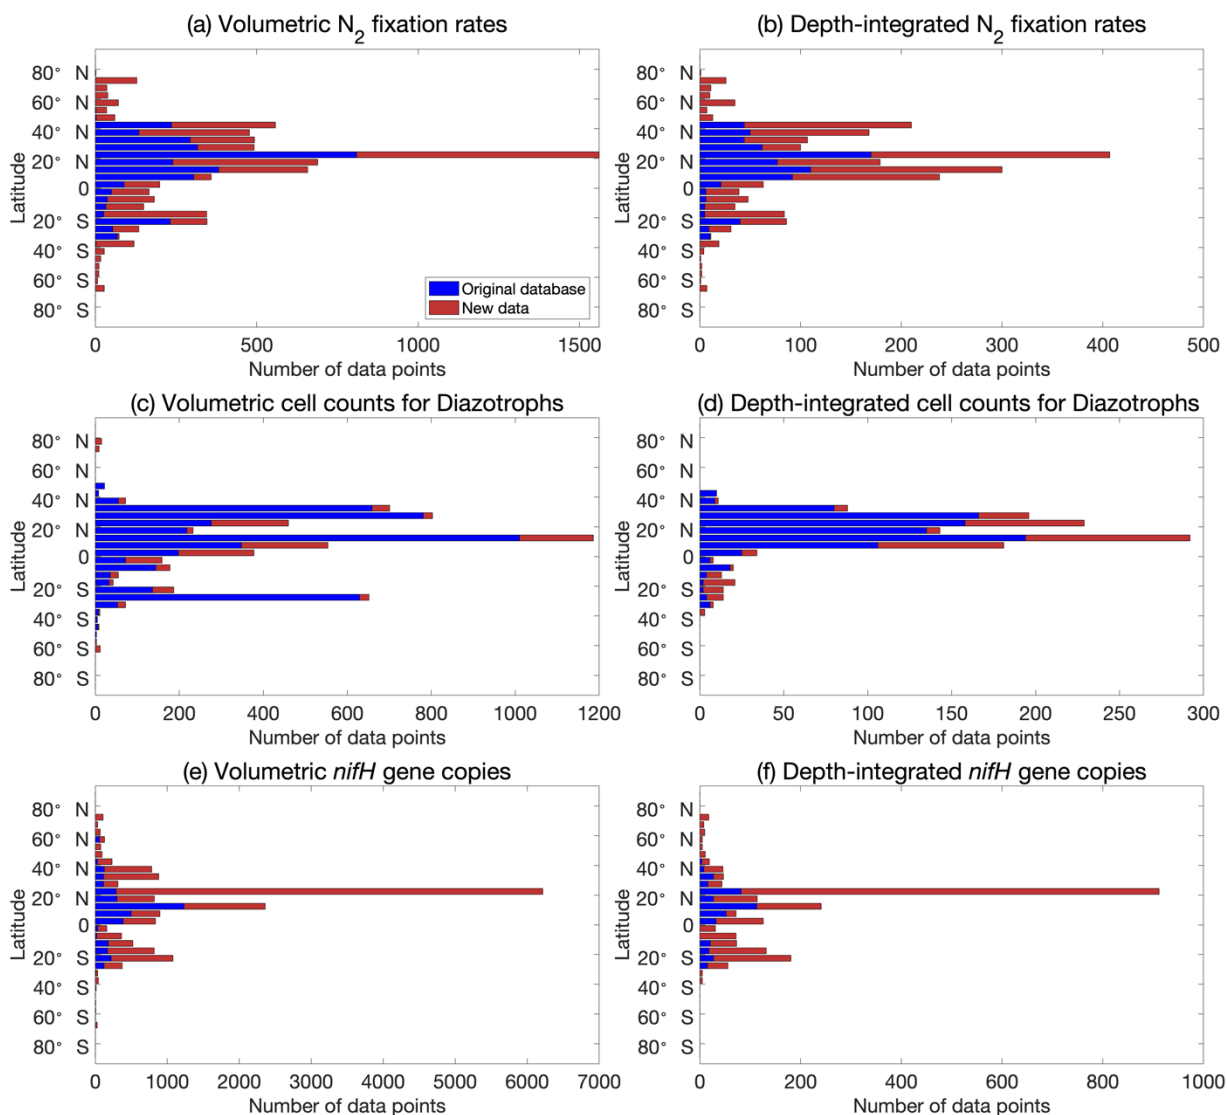 (a) Volumetric N2 fixation rates
80° N
60° N
40° N
20° N
0
20° S
40° S
60° S
80° S
Latitude
Original database
New data
0 500 1000 1500
Number of data points
(b) Depth-integrated N2 fixation rates
80° N
60° N
40° N
20° N
0
20° S
40° S
60° S
80° S
Latitude
0 100 200 300 400 500
Number of data points
(c) Volumetric cell counts for Diazotrophs
80° N
60° N
40° N
20° N
0
20° S
40° S
60° S
80° S
Latitude
0 200 400 600 800 1000 1200
Number of data points
(d) Depth-integrated cell counts for Diazotrophs
80° N
60° N
40° N
20° N
0
20° S
40° S
60° S
80° S
Latitude
0 50 100 150 200 250 300
Number of data points
(e) Volumetric nifH gene copies
80° N
60° N
40° N
20° N
0
20° S
40° S
60° S
80° S
Latitude
0 1000 2000 3000 4000 5000 6000 7000
Number of data points
(f) Depth-integrated nifH gene copies
80° N
60° N
40° N
20° N
0
20° S
40° S
60° S
80° S
Latitude
0 200 400 600 800 1000
Number of data points